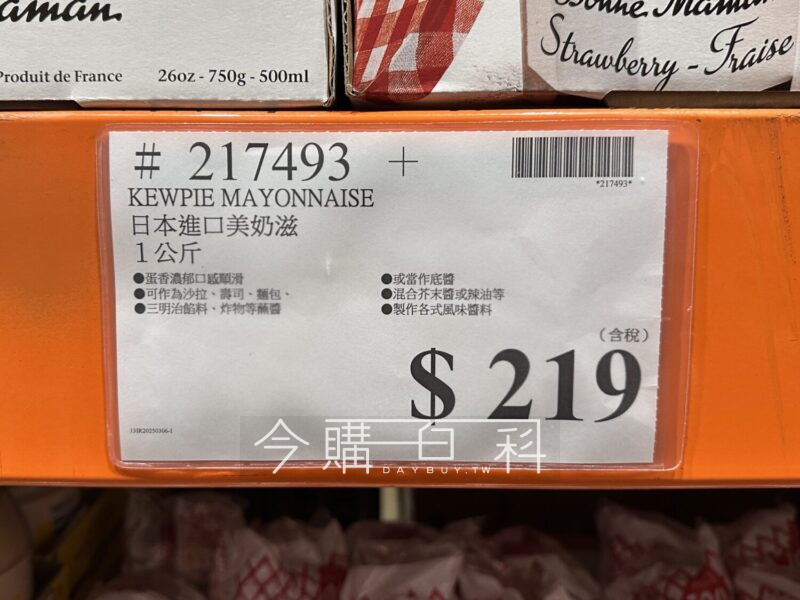 aman.
Produit de France
26oz - 750g - 500ml
Bonne Maman
Strawberry - Fraise
# 217493 +
*217493*
KEWPIE MAYONNAISE
日本進口美奶滋
1公斤
●蛋香濃郁口感順滑
●可作為沙拉、壽司、麵包、
●三明治餡料、炸物等蘸醬
●或當作底醬
●混合芥末醬或辣油等
●製作各式風味醬料
(含稅)
$ 219
今購百科
DAYBUY.TW